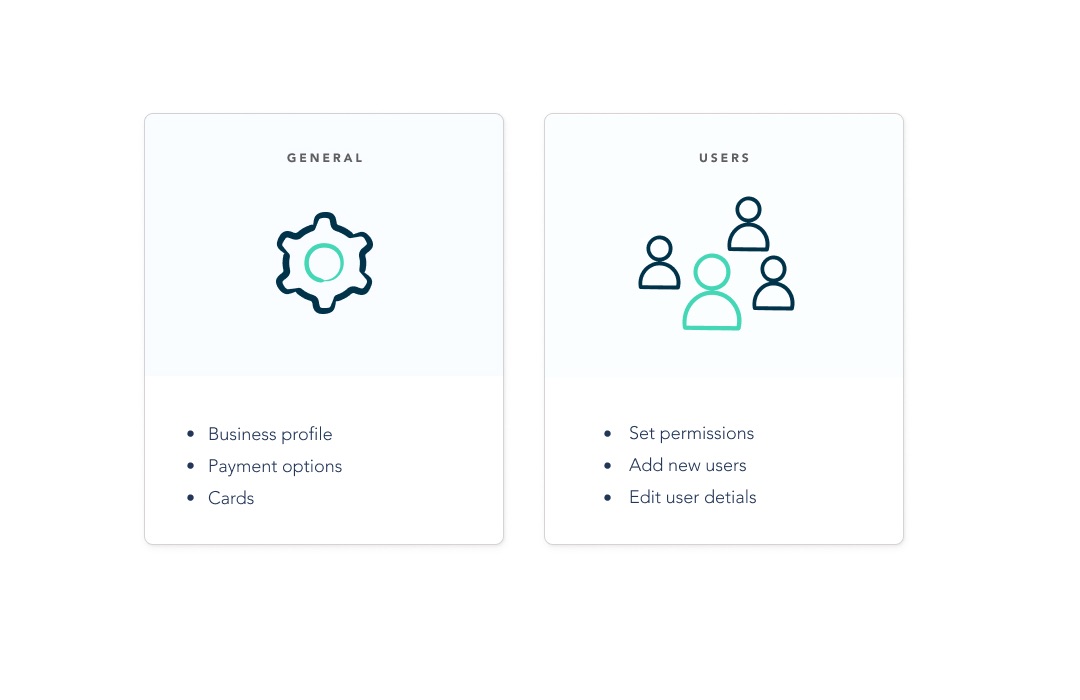 GENERAL
• Business profile
• Payment options
• Cards
USERS
• Set permissions
• Add new users
• Edit user detials